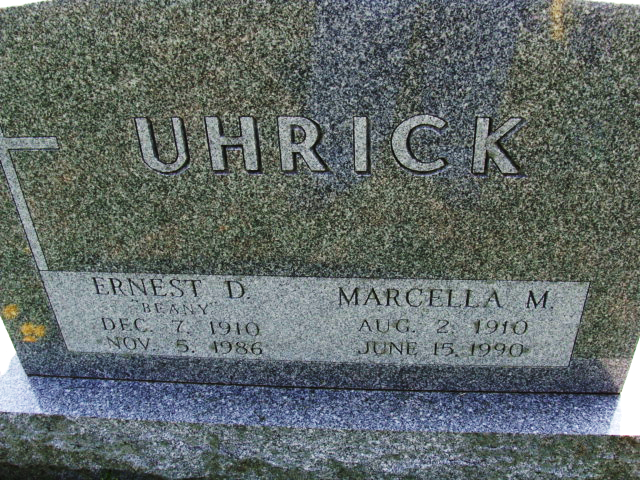 UHRICK
ERNEST D.
"BEANY"
DEC. 7, 1910
NOV. 5, 1986
MARCELLA M.
AUG. 2, 1910
JUNE 15, 1990